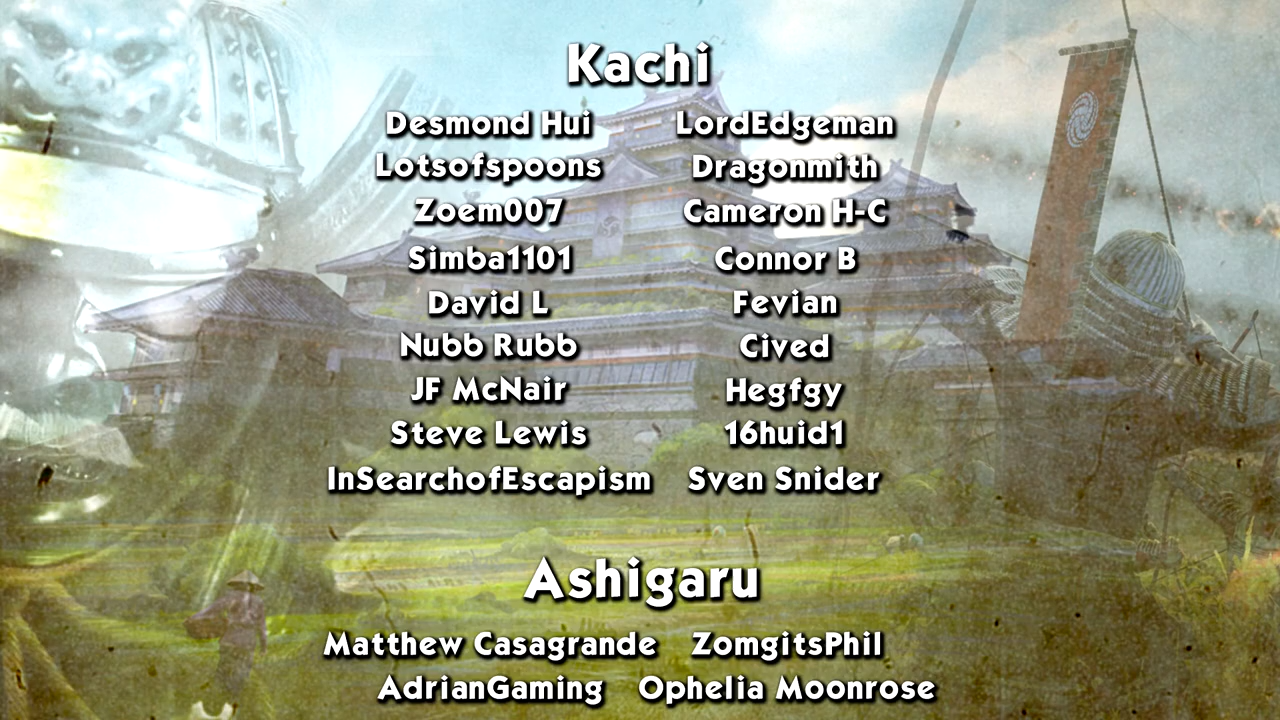 Kachi
Desmond Hui LordEdgeman
Lotsofspoons Dragonmith
Zoem007 Cameron H-C
Simba1101 Connor B
David L Fevian
Nubb Rubb Cived
JF McNair Hegfgy
Steve Lewis 16huid1
InSearchofEscapism Sven Snider
Ashigaru
Matthew Casagrande ZomgitsPhil
AdrianGaming Ophelia Moonrose